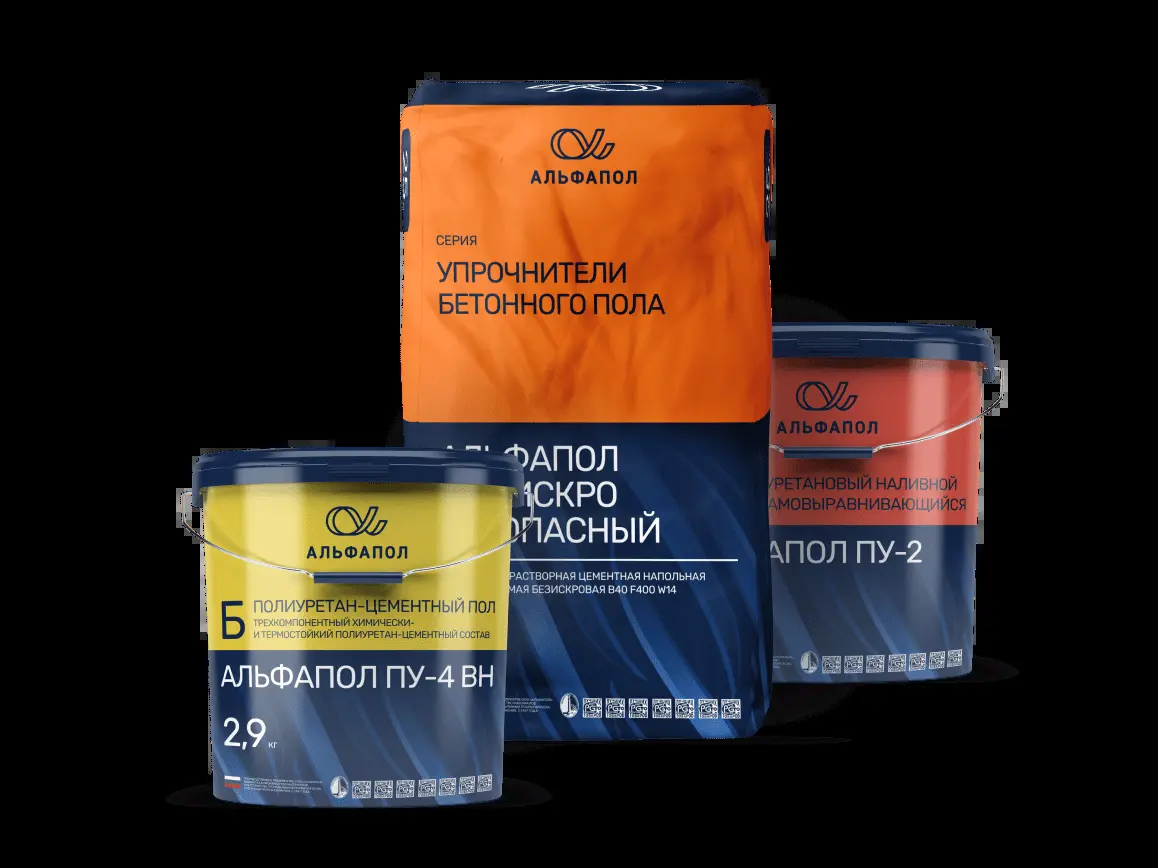 АЛЬФАПОЛ
СЕРИЯ
УПРОЧНИТЕЛИ
БЕТОННОГО ПОЛА
АЛЬФАПОЛ
ИСКРО
ОПАСНЫЙ
РАСТВОРНАЯ ЦЕМЕНТНАЯ НАПОЛЬНАЯ
МАЯ БЕЗИСКРОВАЯ B40 F400 W14
АЛЬФАПОЛ
Б
ПОЛИУРЕТАН-ЦЕМЕНТНЫЙ ПОЛ
ТРЕХКОМПОНЕНТНЫЙ ХИМИЧЕСКИ-
И ТЕРМОСТОЙКИЙ ПОЛИУРЕТАН-ЦЕМЕНТНЫЙ СОСТАВ
АЛЬФАПОЛ ПУ-4 ВН
2,9 кг
АЛЬФАПОЛ
УРЕТАНОВЫЙ НАЛИВНОЙ
АМОВЫРАВНИВАЮЩИЙСЯ
АПОЛ ПУ-2